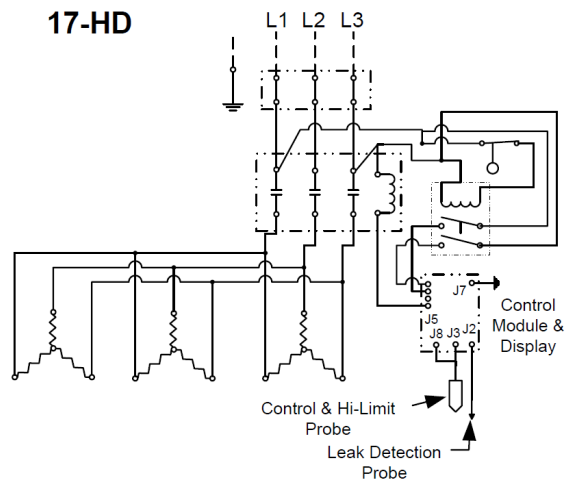 17-HD
L1 L2 L3
J7
J5
J8 J3 J2
Control
Module &
Display
Control & Hi-Limit
Probe
Leak Detection
Probe